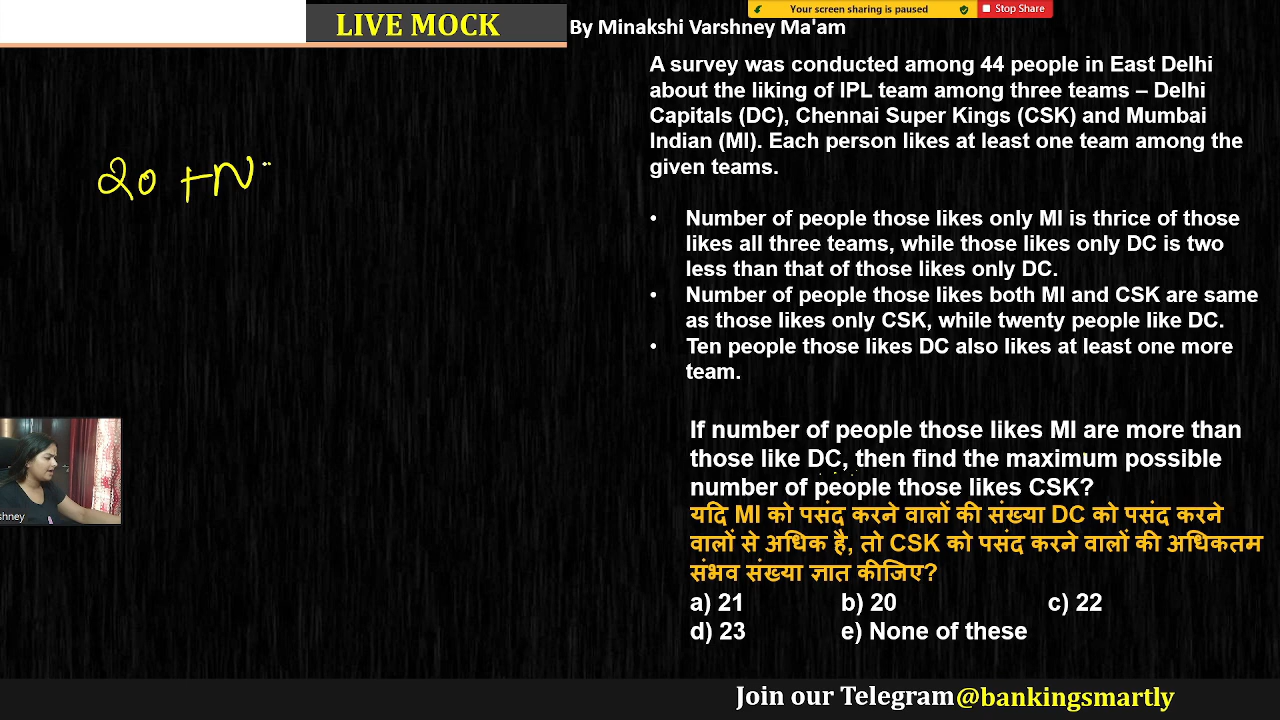 Your screen sharing is paused
Stop Share
LIVE MOCK
By Minakshi Varshney Ma'am
A survey was conducted among 44 people in East Delhi
about the liking of IPL team among three teams – Delhi
Capitals (DC), Chennai Super Kings (CSK) and Mumbai
Indian (MI). Each person likes at least one team among the
given teams.
• Number of people those likes only MI is thrice of those
likes all three teams, while those likes only DC is two
less than that of those likes only DC.
• Number of people those likes both MI and CSK are same
as those likes only CSK, while twenty people like DC.
• Ten people those likes DC also likes at least one more
team.
20 +N
If number of people those likes MI are more than
those like DC, then find the maximum possible
number of people those likes CSK?
यदि MI को पसंद करने वालों की संख्या DC को पसंद करने
वालों से अधिक है, तो CSK को पसंद करने वालों की अधिकतम
संभव संख्या ज्ञात कीजिए?
a) 21 b) 20 c) 22
d) 23 e) None of these
shney
Join our Telegram@bankingsmartly